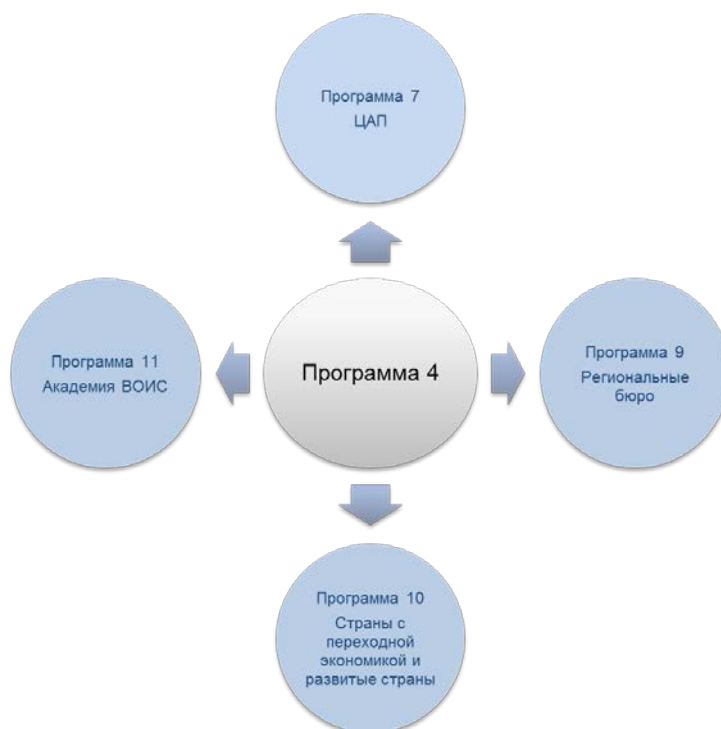 Программа 7
ЦАП
Программа 11
Академия ВОИС
Программа 4
Программа 9
Региональные
бюро
Программа 10
Страны с
переходной
экономикой и
развитые страны